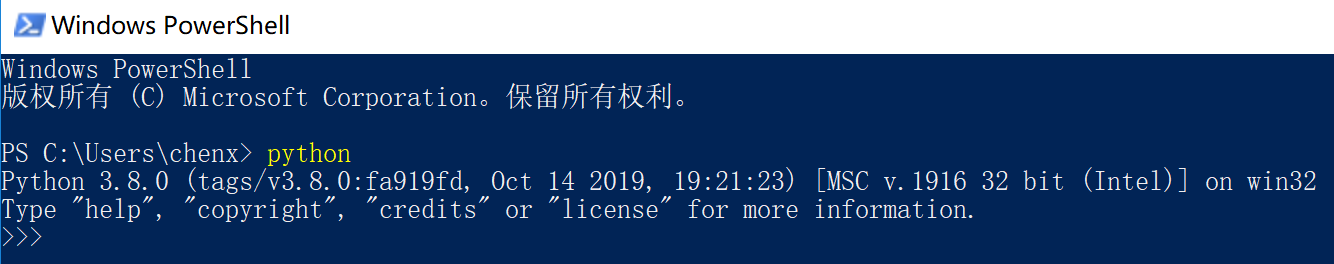 Windows PowerShell
Windows PowerShell
版权所有 (C) Microsoft Corporation。保留所有权利。
PS C:\Users\chenx> python
Python 3.8.0 (tags/v3.8.0:fa919fd, Oct 14 2019, 19:21:23) [MSC v.1916 32 bit (Intel)] on win32
Type "help", "copyright", "credits" or "license" for more information.
>>>